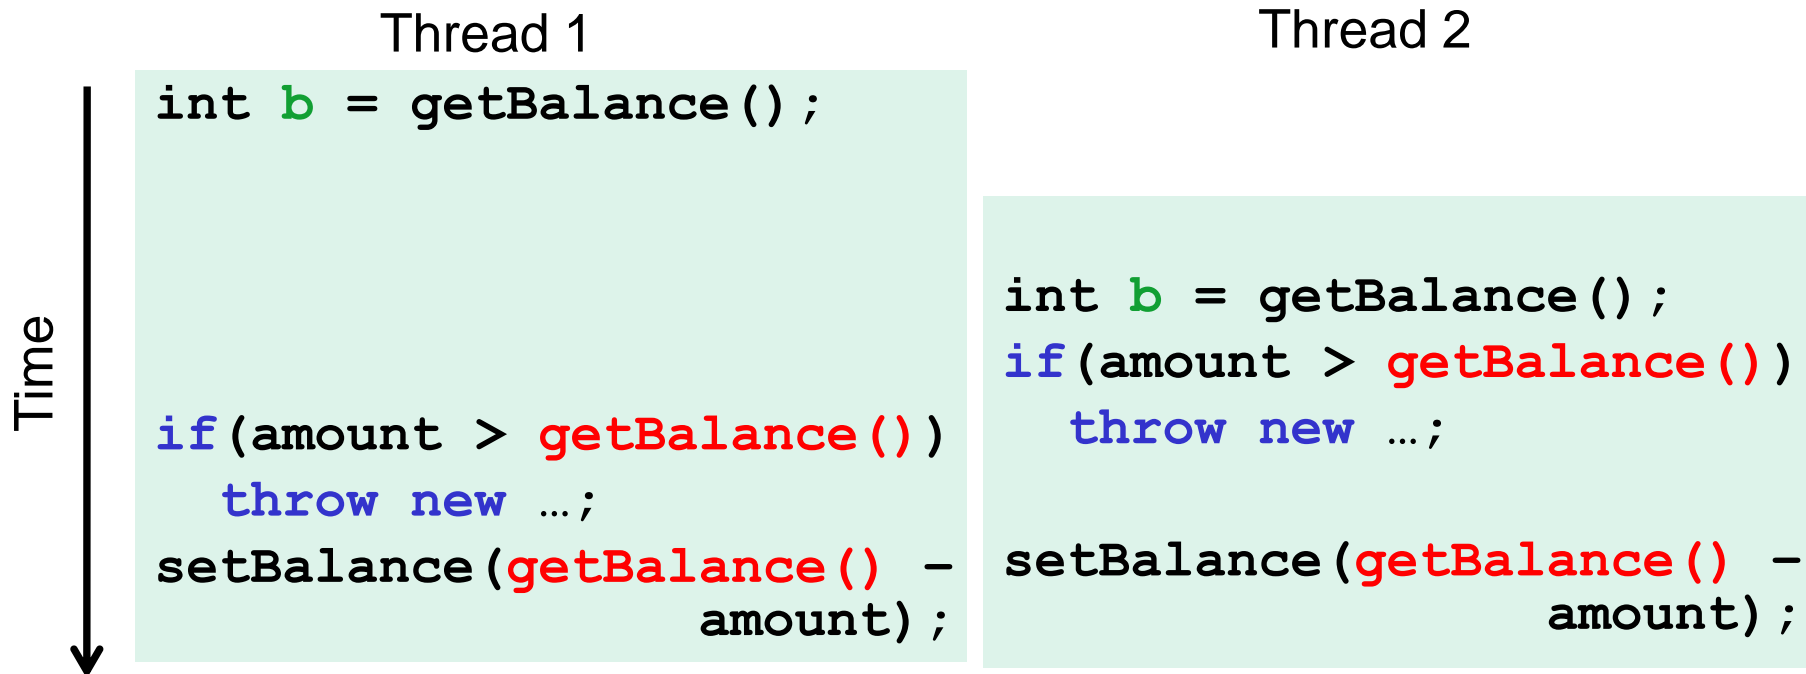 Thread 1
Thread 2
Time
int b = getBalance();
if(amount > getBalance())
throw new …;
setBalance(getBalance() –
amount);
int b = getBalance();
if(amount > getBalance())
throw new …;
setBalance(getBalance() –
amount);